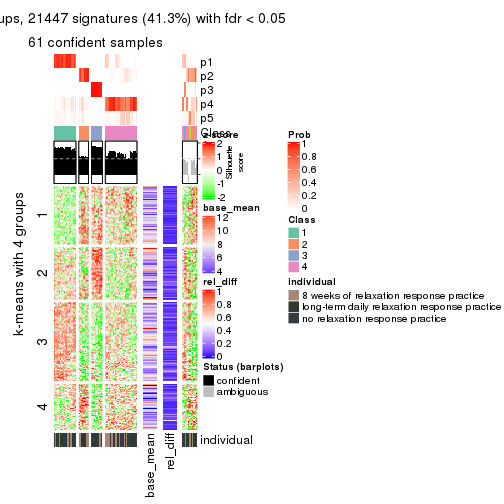 ups, 21447 signatures (41.3%) with fdr < 0.05
61 confident samples
p1
p2
p3
p4
p5
Class
Silhouette
score
k-means with 4 groups
1
2
3
4
individual
base_mean
rel_diff
z-score
2
1
0
-1
-2
base_mean
12
10
8
6
4
rel_diff
1
0.8
0.6
0.4
0.2
0
Status (barplots)
confident
ambiguous
Prob
1
0.8
0.6
0.4
0.2
0
Class
1
2
3
4
individual
8 weeks of relaxation response practice
long-term daily relaxation response practice
no relaxation response practice